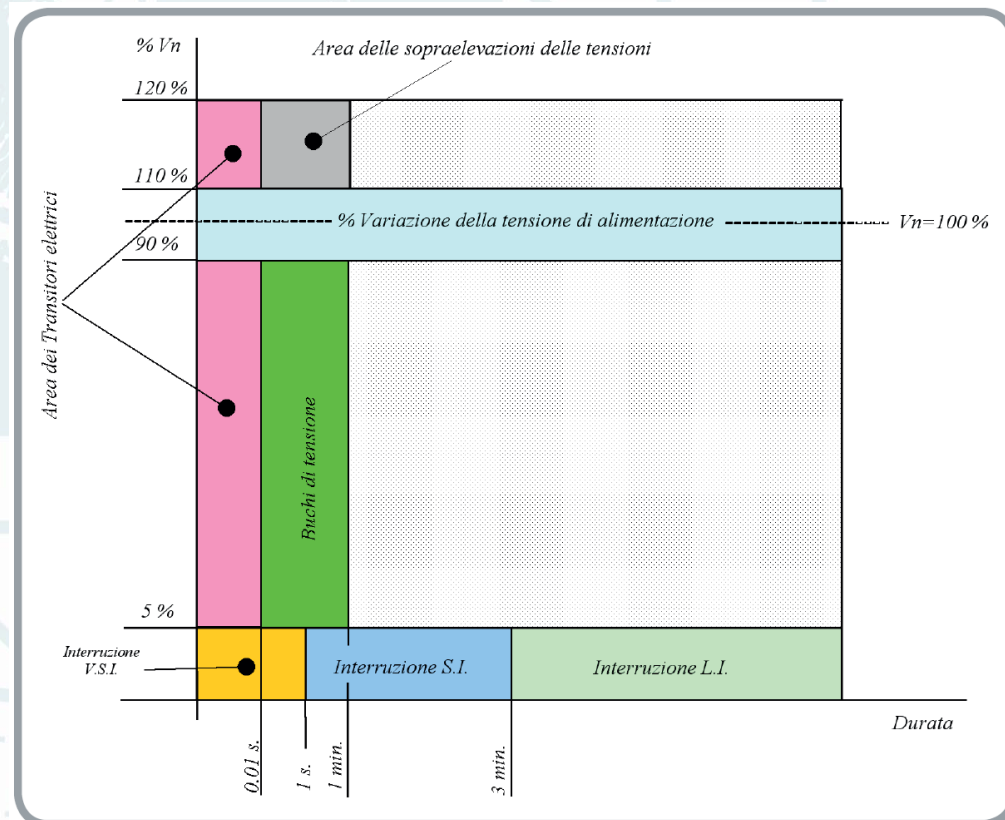 % Vn
Area delle sopraelevazioni delle tensioni
120 %
110 %
% Variazione della tensione di alimentazione
Vn=100 %
90 %
Area dei Transitori elettrici
Buchi di tensione
5 %
Interruzione
V.S.I.
Interruzione S.I.
Interruzione L.I.
Durata
0.01 s.
1 s.
1 min.
3 min.